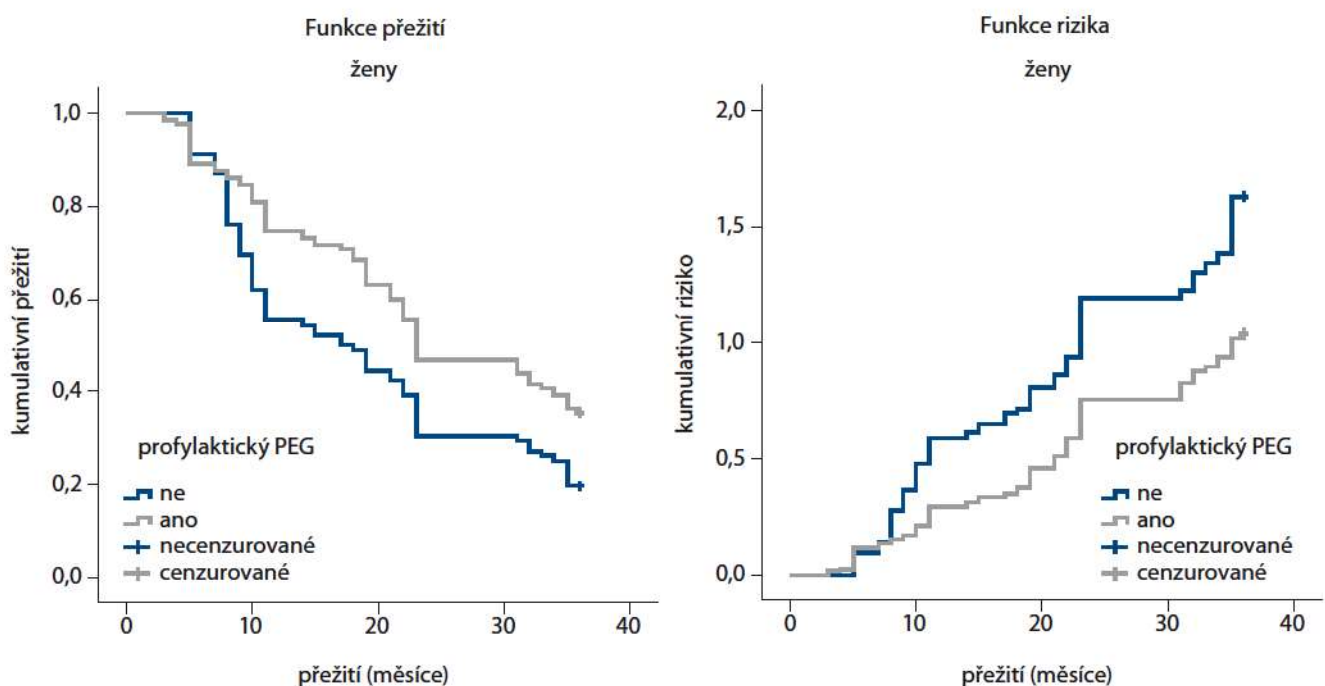 Funkce přežití
ženy
kumulativní přežití
1,0
0,8
0,6
0,4
0,2
0,0
profylaktický PEG
ne
ano
necenzurované
cenzurované
0 10 20 30 40
přežití (měsíce)
Funkce rizika
ženy
kumulativní riziko
2,0
1,5
1,0
0,5
0,0
profylaktický PEG
ne
ano
necenzurované
cenzurované
0 10 20 30 40
přežití (měsíce)